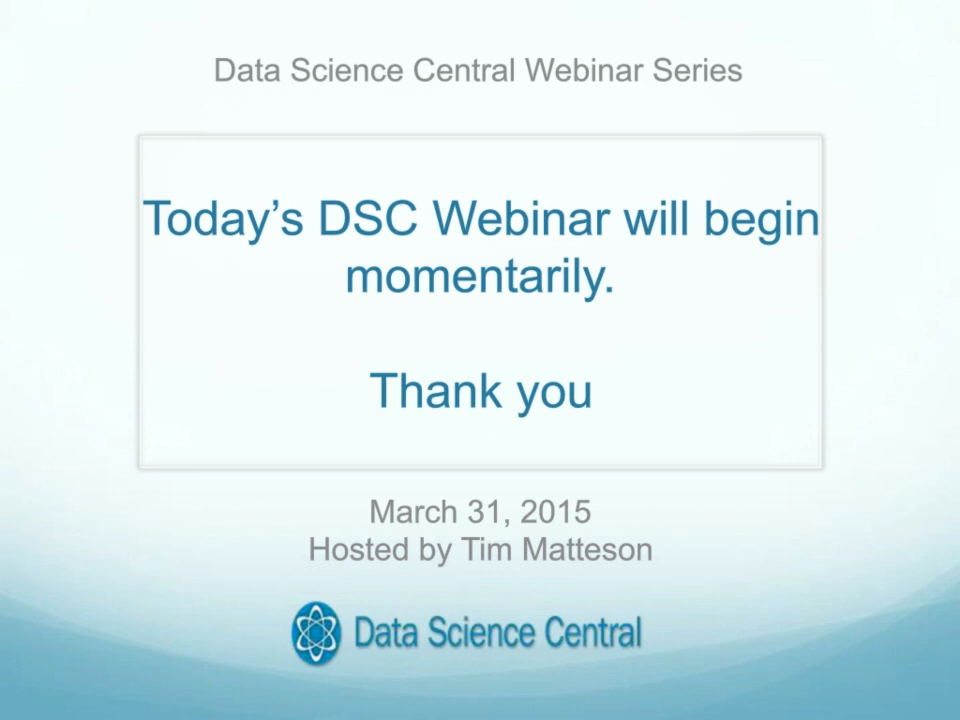 Data Science Central Webinar Series
Today’s DSC Webinar will begin
momentarily.
Thank you
March 31, 2015
Hosted by Tim Matteson
Data Science Central